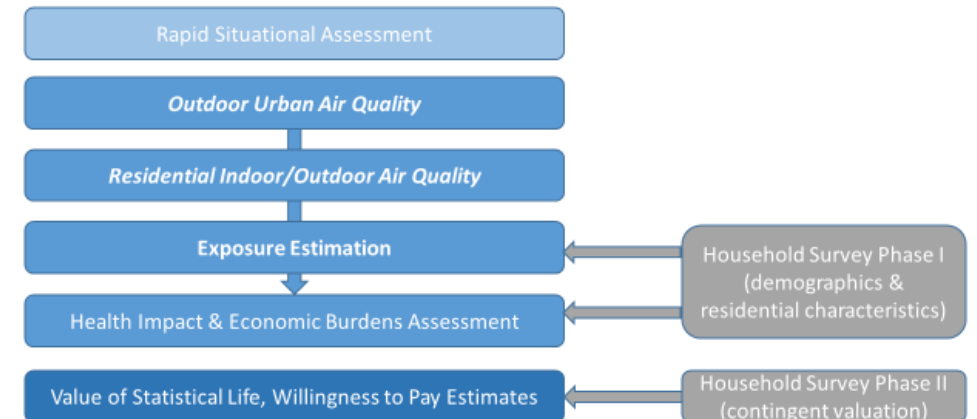 Rapid Situational Assessment
Outdoor Urban Air Quality
Residential Indoor/Outdoor Air Quality
Exposure Estimation
Household Survey Phase I
(demographics &
residential characteristics)
Health Impact & Economic Burdens Assessment
Value of Statistical Life, Willingness to Pay Estimates
Household Survey Phase II
(contingent valuation)